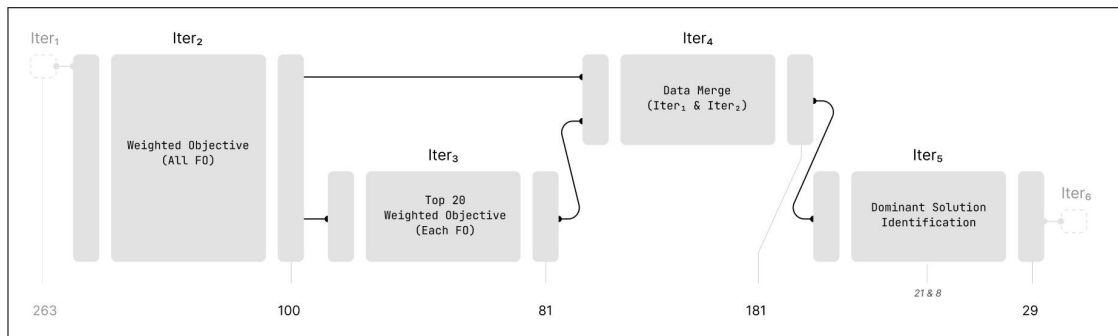 Iter₁
Iter₂
Weighted Objective
(All FO)
Iter₃
Top 20
Weighted Objective
(Each FO)
Iter₄
Data Merge
(Iter₁ & Iter₂)
Iter₅
Dominant Solution
Identification
Iter₆
263
100
81
181
21 & 8
29